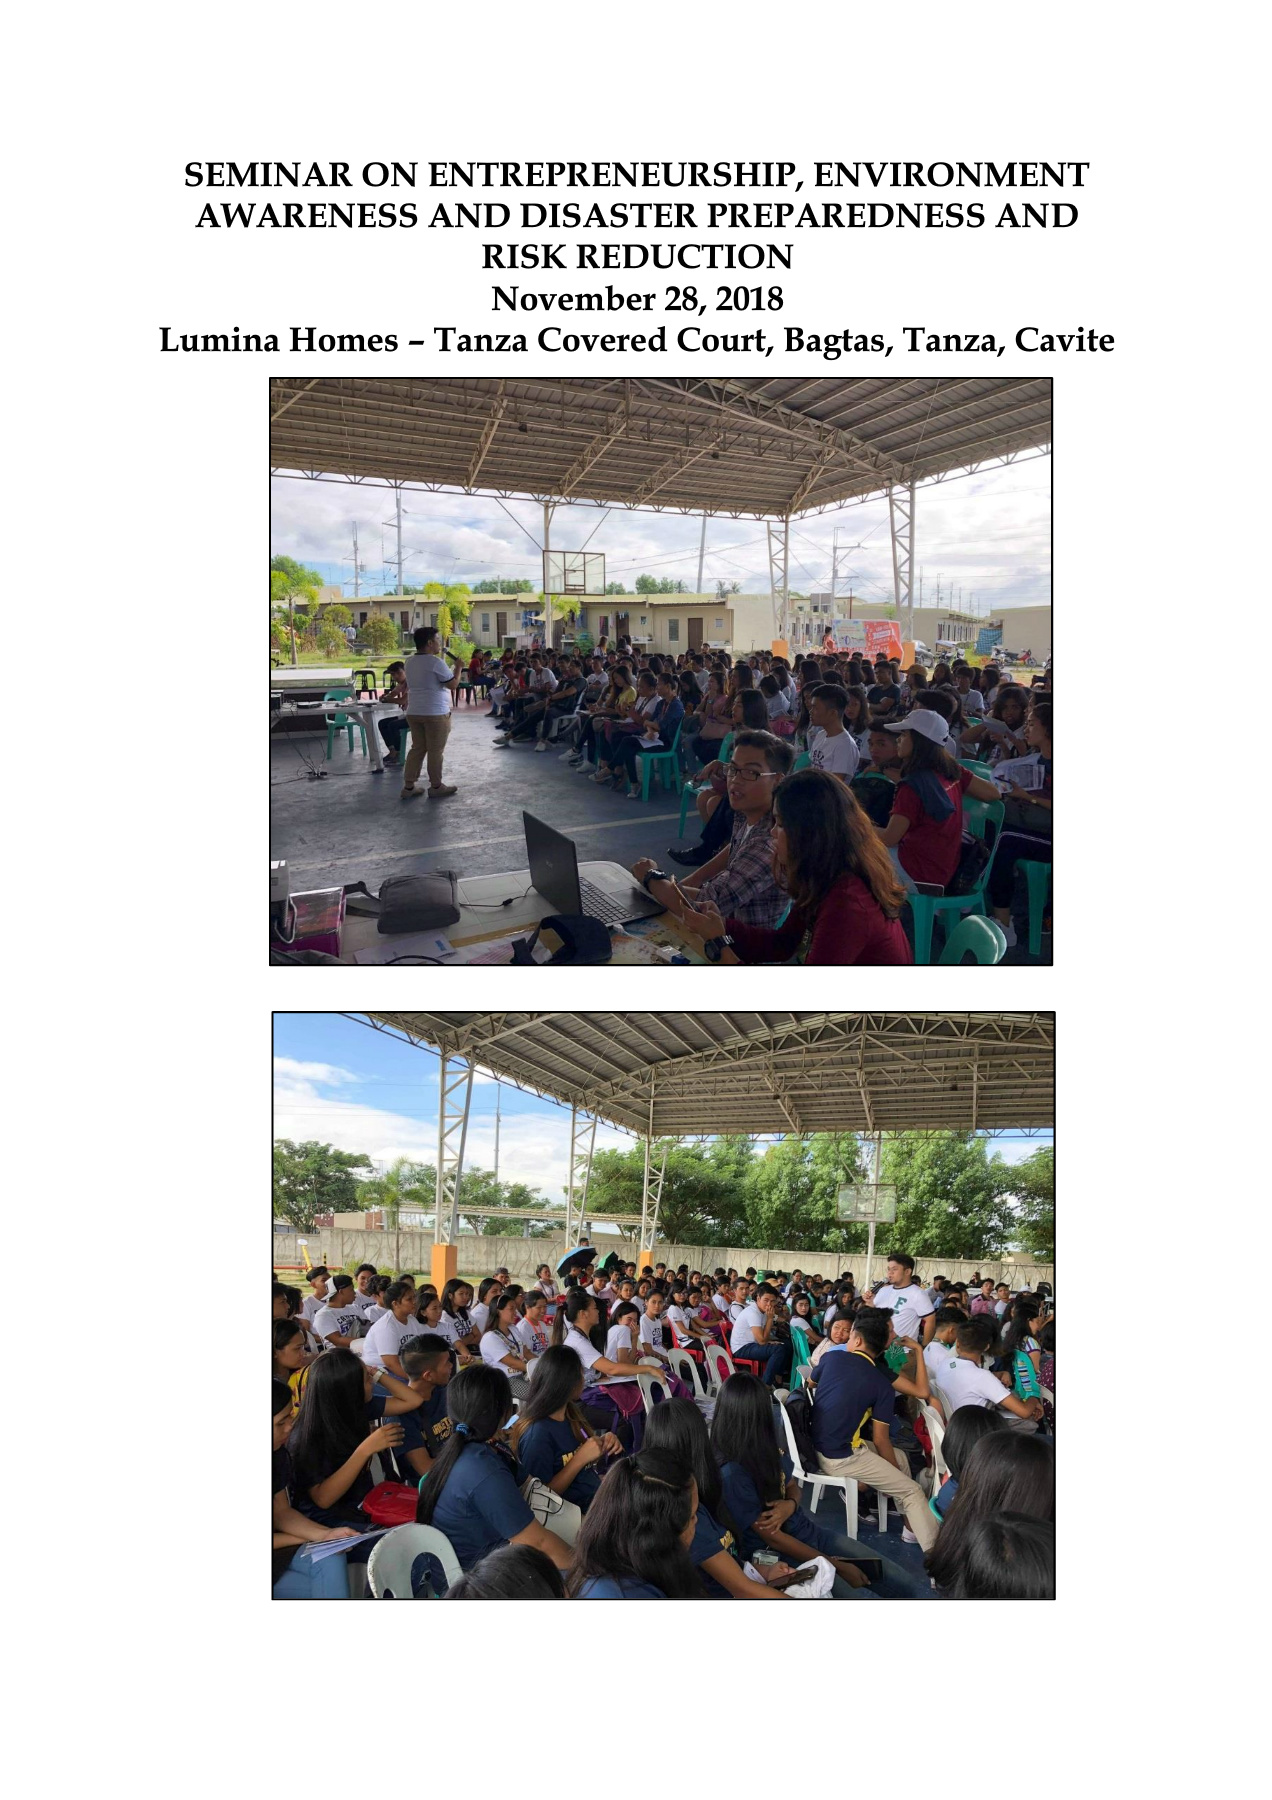 SEMINAR ON ENTREPRENEURSHIP, ENVIRONMENT
AWARENESS AND DISASTER PREPAREDNESS AND
RISK REDUCTION
November 28, 2018
Lumina Homes – Tanza Covered Court, Bagtas, Tanza, Cavite
F